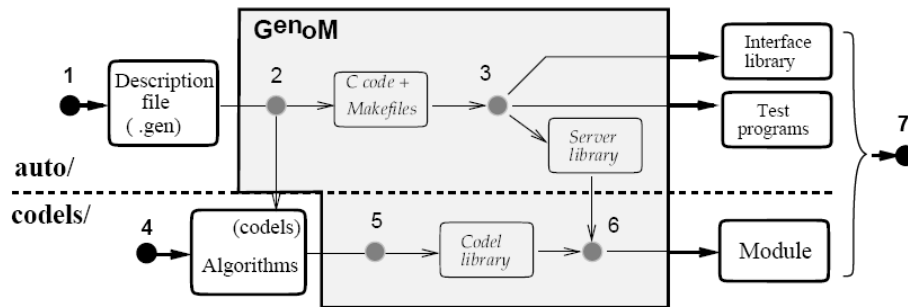 GenoM
1
Description
file
( .gen)
2
C code +
Makefiles
3
Interface
library
Test
programs
Server
library
7
auto/
codels/
4
(codels)
Algorithms
5
Codel
library
6
Module